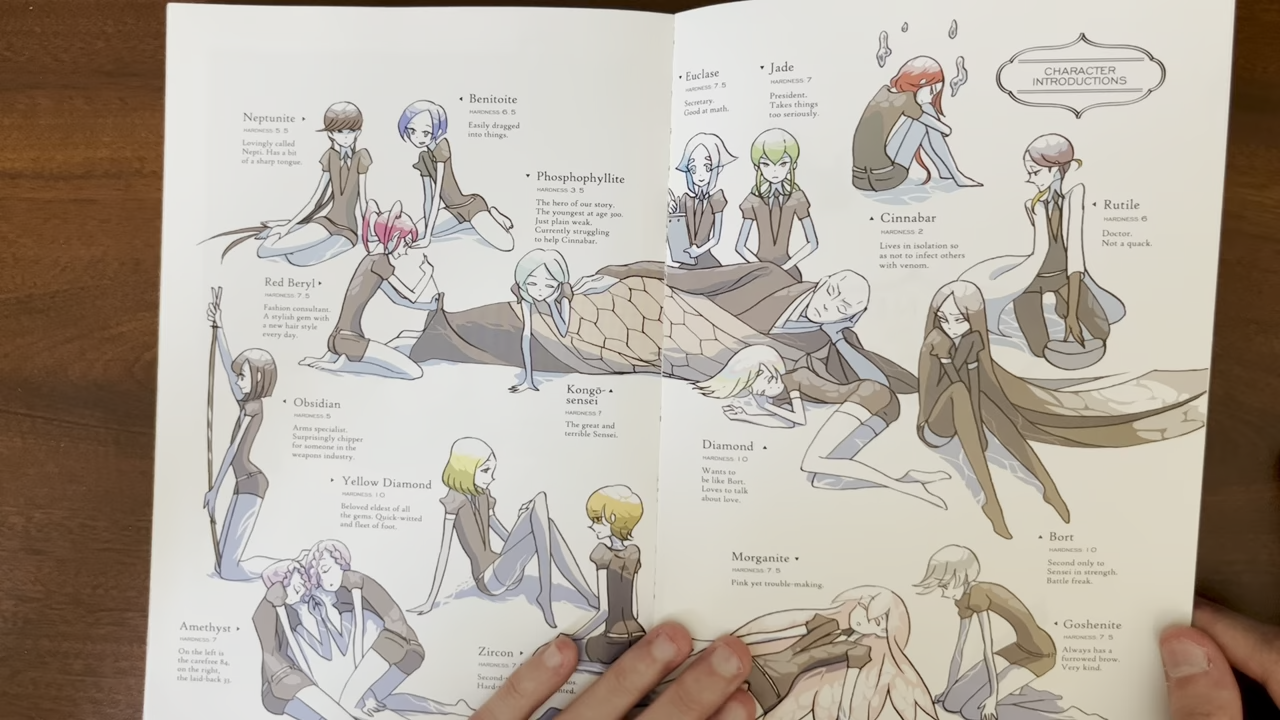 Neptunite
HARDNESS: 5.5
Lovingly called
Nepti. Has a bit
of a sharp tongue.
Benitoite
HARDNESS: 6.5
Easily dragged
into things.
Phosphophyllite
HARDNESS: 3.5
The hero of our story.
The youngest at age 300.
Just plain weak.
Currently struggling
to help Cinnabar.
Red Beryl
HARDNESS: 7.5
Fashion consultant.
A stylish gem with
a new hair style
every day.
Obsidian
HARDNESS: 5
Arms specialist.
Surprisingly chipper
for someone in the
weapons industry.
Kongō-
sensei
HARDNESS: ?
The great and
terrible Sensei.
Yellow Diamond
HARDNESS: 10
Beloved eldest of all
the gems. Quick-witted
and fleet of foot.
Amethyst
HARDNESS: 7
On the left is
the carefree 84,
on the right,
the laid-back 33.
Zircon
HARDNESS: 7
Euclase
HARDNESS: 7.5
Secretary.
Good at math.
Jade
HARDNESS: 7
President.
Takes things
too seriously.
CHARACTER
INTRODUCTIONS
Cinnabar
HARDNESS: 2
Lives in isolation so
as not to infect others
with venom.
Rutile
HARDNESS: 6
Doctor.
Not a quack.
Diamond
HARDNESS: 10
Wants to
be like Bort.
Loves to talk
about love.
Bort
HARDNESS: 10
Second only to
Sensei in strength.
Battle freak.
Morganite
HARDNESS: 7.5
Pink yet trouble-making.
Goshenite
HARDNESS: 7.5
Always has a
furrowed brow.
Very kind.